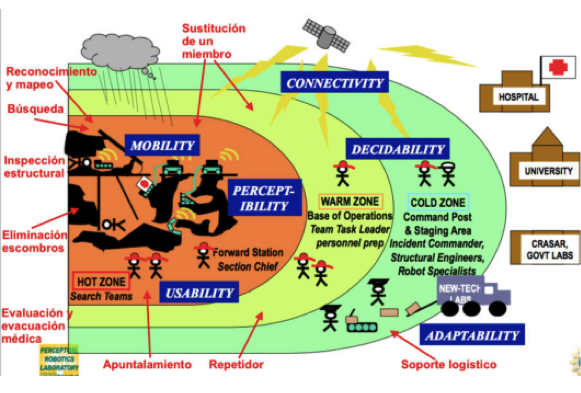 Sustitución
de un
miembro
Reconocimiento
y mapeo
Búsqueda
Inspección
estructural
Eliminación
escombros
Evaluación y
evacuación
médica
CONNECTIVITY
MOBILITY
DECIDABILITY
PERCEPT-
IBILITY
WARM ZONE
Base of Operations
Team Task Leader
personnel prep
COLD ZONE
Command Post
& Staging Area
Incident Commander,
Structural Engineers,
Robot Specialists
Forward Station
Section Chief
HOT ZONE
Search Teams
USABILITY
NEW-TECH
LABS
ADAPTABILITY
HOSPITAL
UNIVERSITY
CRASAR,
GOVT LABS
ROBOTICS
LABORATORY
Apuntalamiento
Repetidor
Soporte logístico